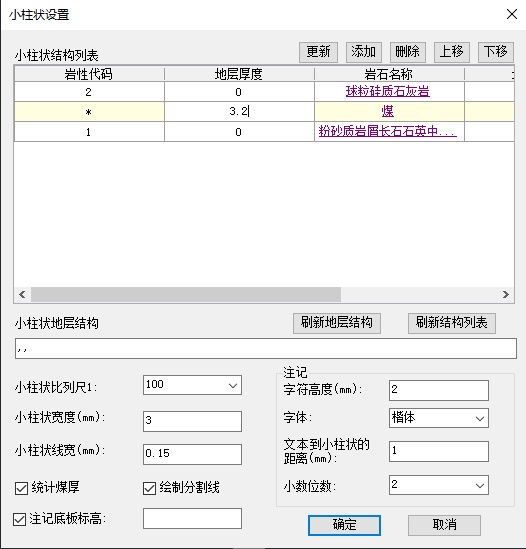 小柱状设置
小柱状结构列表 更新 添加 删除 上移 下移
岩性代码 地层厚度 岩石名称
2 0 球粒硅质石灰岩
* 3.2 煤
1 0 粉砂质岩屑长石石英中...
小柱状地层结构 刷新地层结构 刷新结构列表
,,
小柱状比列尺1: 100
小柱状宽度(mm): 3
小柱状线宽(mm): 0.15
统计煤厚 绘制分割线
注记底板标高:
注记
字符高度(mm): 2
字体: 楷体
文本到小柱状的
距离(mm): 1
小数位数: 2
确定 取消